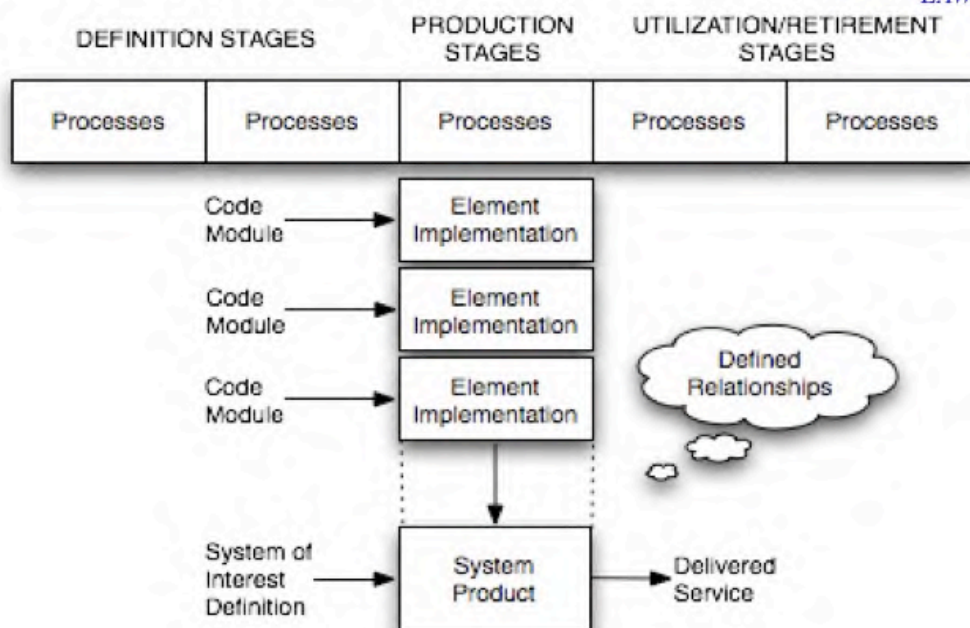 DEFINITION STAGES
PRODUCTION
STAGES
UTILIZATION/RETIREMENT
STAGES
Processes
Processes
Processes
Processes
Processes
Code
Module
Element
Implementation
Code
Module
Element
Implementation
Code
Module
Element
Implementation
Defined
Relationships
System of
Interest
Definition
System
Product
Delivered
Service